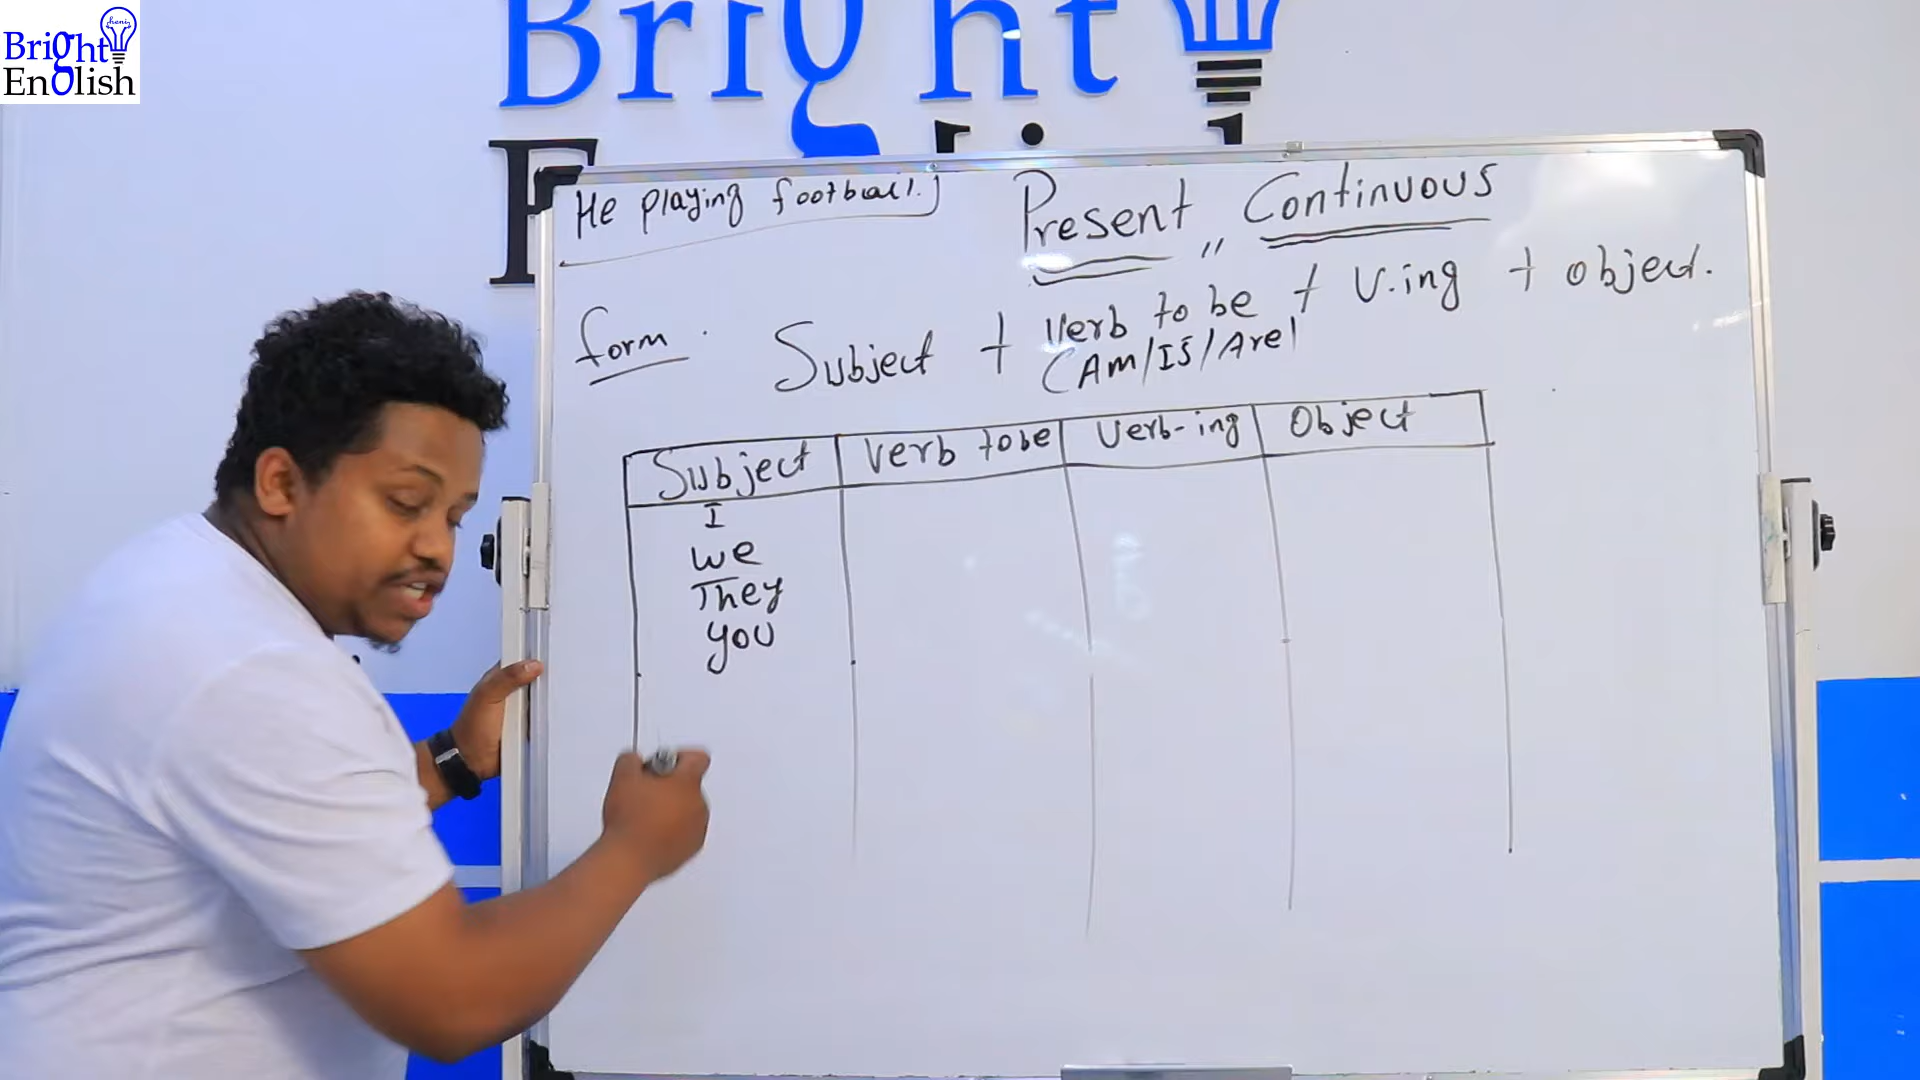 heni
Bright
English
Bright
He playing football.
Present Continuous
form. Subject + Verb to be + V.ing + object.
(Am/Is/Are)
Subject Verb tobe Verb-ing Object
I
we
They
you